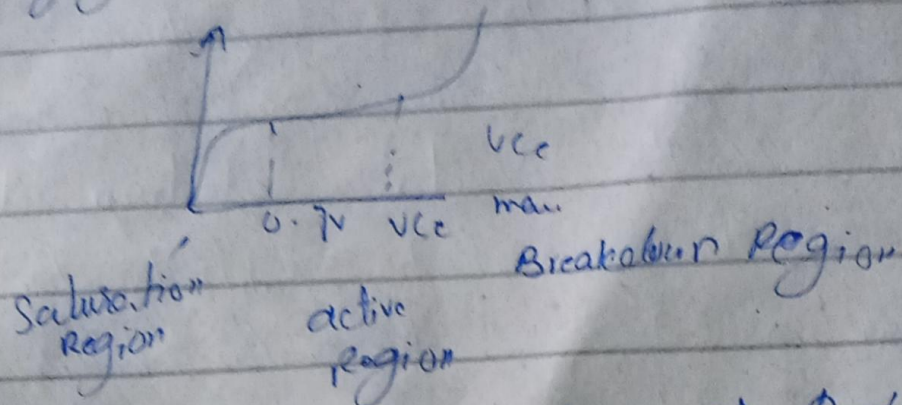 Vce
0.7V Vce max.
Breakdown Region
Saturation
Region
active
Region